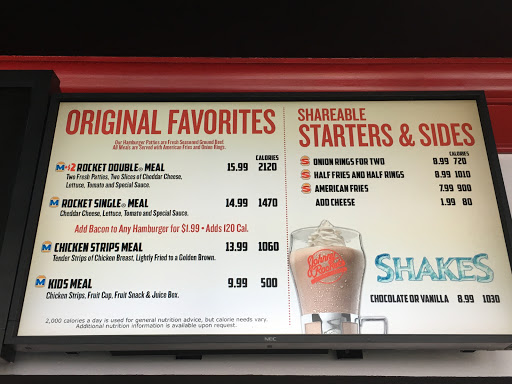 ORIGINAL FAVORITES
Our Hamburger Patties are Fresh Seasoned Ground Beef.
All Meals are Served with American Fries and Onion Rings.
CALORIES
M+2 ROCKET DOUBLE® MEAL 15.99 2120
Two Fresh Patties, Two Slices of Cheddar Cheese,
Lettuce, Tomato and Special Sauce.
M ROCKET SINGLE® MEAL 14.99 1470
Cheddar Cheese, Lettuce, Tomato and Special Sauce.
Add Bacon to Any Hamburger for $1.99 • Adds 120 Cal.
M CHICKEN STRIPS MEAL 13.99 1060
Tender Strips of Chicken Breast, Lightly Fried to a Golden Brown.
M KIDS MEAL 9.99 500
Chicken Strips, Fruit Cup, Fruit Snack & Juice Box.
2,000 calories a day is used for general nutrition advice, but calorie needs vary.
Additional nutrition information is available upon request.
SHAREABLE
STARTERS & SIDES
CALORIES
S ONION RINGS FOR TWO 8.99 720
S HALF FRIES AND HALF RINGS 8.99 1010
S AMERICAN FRIES 7.99 900
ADD CHEESE 1.99 80
Johnny
Rockets
SHAKES
CHOCOLATE OR VANILLA 8.99 1030
NEC